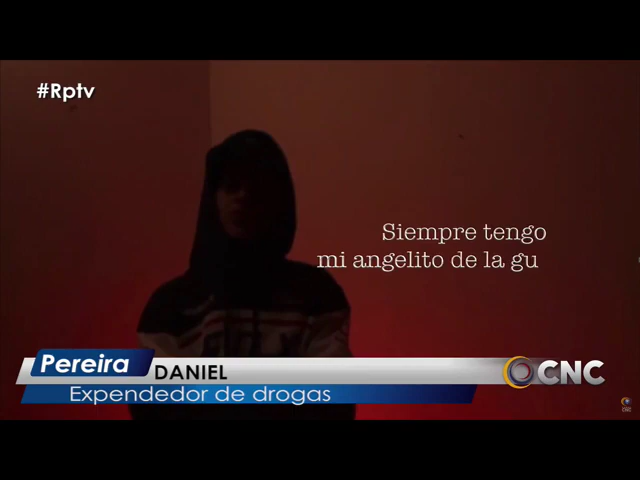 #Rptv
Siempre tengo
mi angelito de la gu
Pereira
DANIEL
CNC
Expendedor de drogas